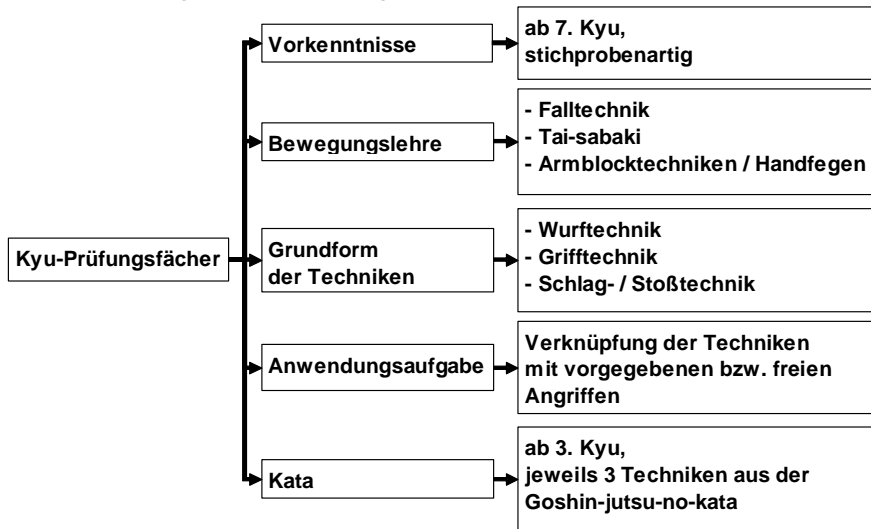 Kyu-Prüfungsfächer
Vorkenntnisse
ab 7. Kyu,
stichprobenartig
Bewegungslehre
- Falltechnik
- Tai-sabaki
- Armblocktechniken / Handfegen
Grundform
der Techniken
- Wurftechnik
- Grifftechnik
- Schlag- / Stoßtechnik
Anwendungsaufgabe
Verknüpfung der Techniken
mit vorgegebenen bzw. freien
Angriffen
Kata
ab 3. Kyu,
jeweils 3 Techniken aus der
Goshin-jutsu-no-kata